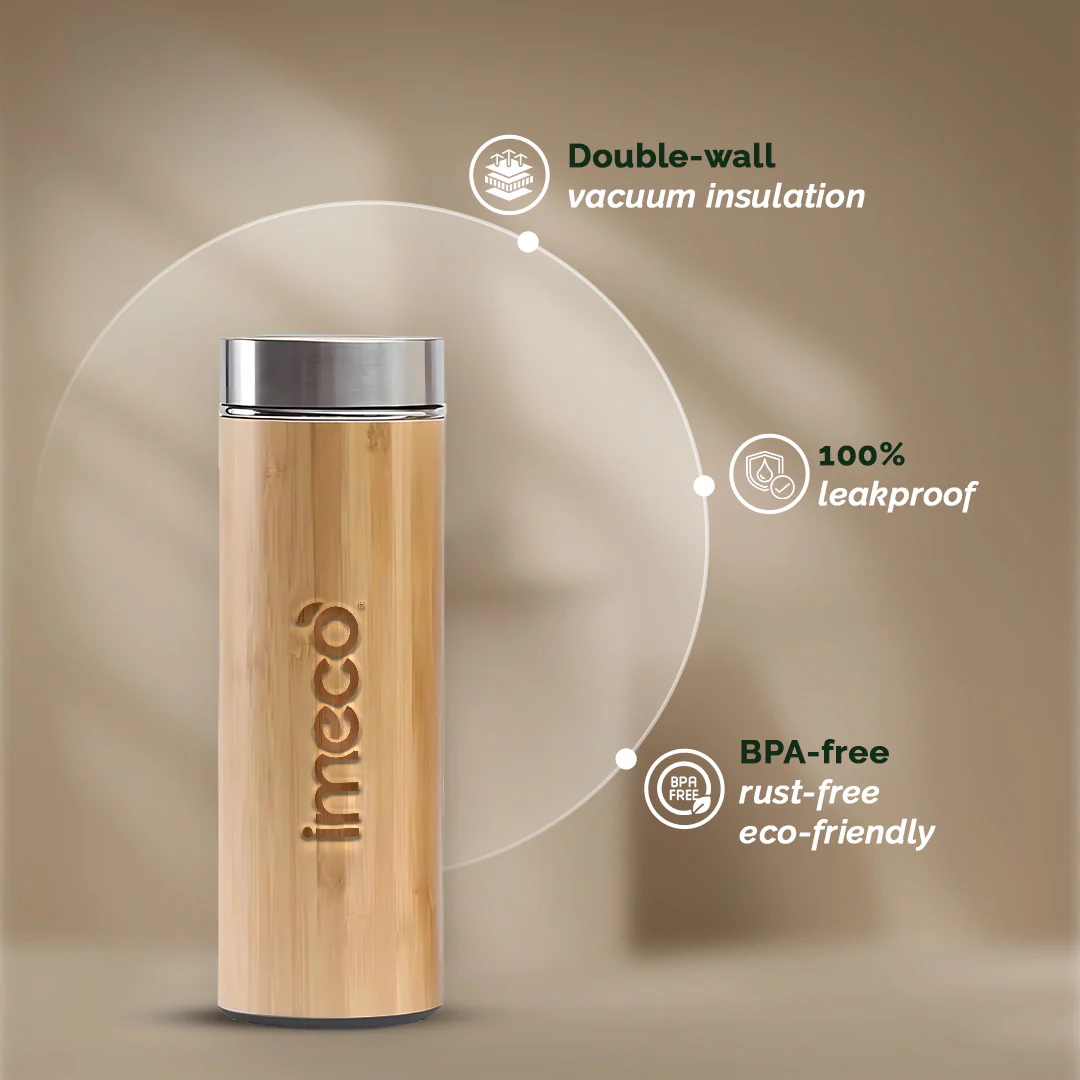 Double-wall
vacuum insulation
100%
leakproof
BPA
FREE
BPA-free
rust-free
eco-friendly
imeco®